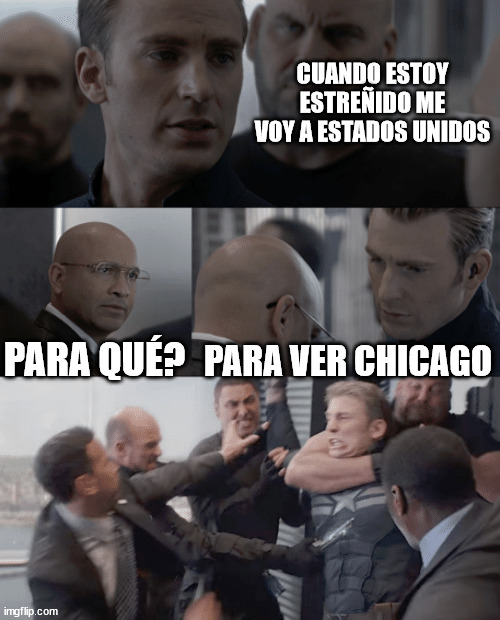 CUANDO ESTOY
ESTREÑIDO ME
VOY A ESTADOS UNIDOS
PARA QUÉ?
PARA VER CHICAGO
imgflip.com